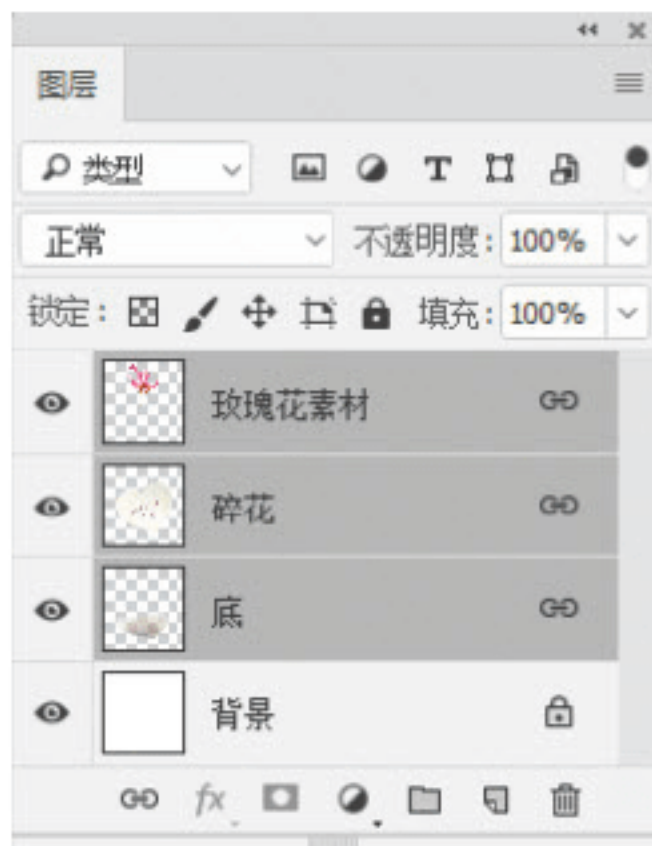 图层
类型
正常 不透明度: 100%
锁定: 填充: 100%
玫瑰花素材
碎花
底
背景
fx